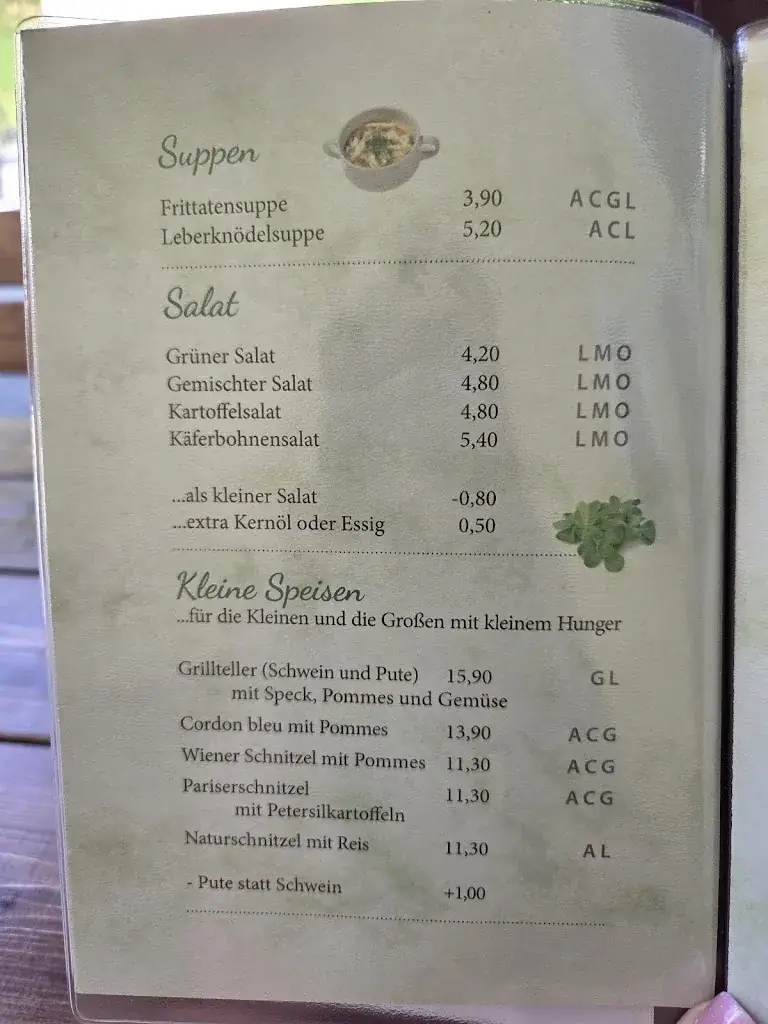 Suppen
Frittatensuppe 3,90 ACGL
Leberknödelsuppe 5,20 ACL
Salat
Grüner Salat 4,20 LMO
Gemischter Salat 4,80 LMO
Kartoffelsalat 4,80 LMO
Käferbohnensalat 5,40 LMO
...als kleiner Salat -0,80
...extra Kernöl oder Essig 0,50
Kleine Speisen
...für die Kleinen und die Großen mit kleinem Hunger
Grillteller (Schwein und Pute) 15,90 GL
mit Speck, Pommes und Gemüse
Cordon bleu mit Pommes 13,90 ACG
Wiener Schnitzel mit Pommes 11,30 ACG
Pariserschnitzel 11,30 ACG
mit Petersilkartoffeln
Naturschnitzel mit Reis 11,30 AL
- Pute statt Schwein +1,00